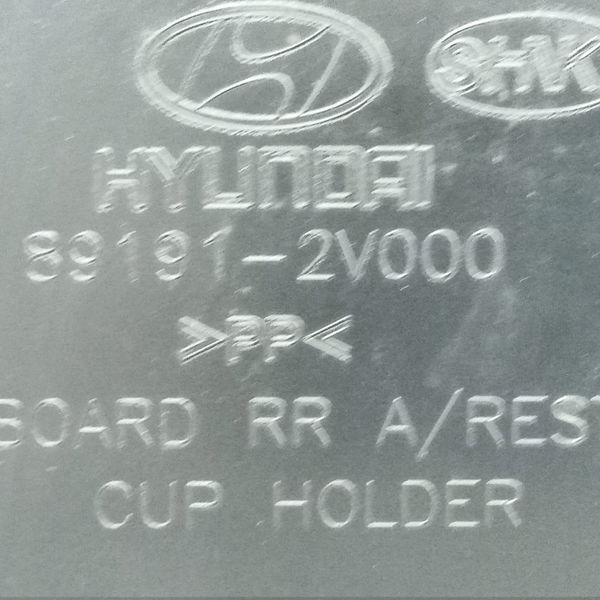 HYUNDAI
89191-2V000
>PP<
BOARD RR A/REST
CUP HOLDER